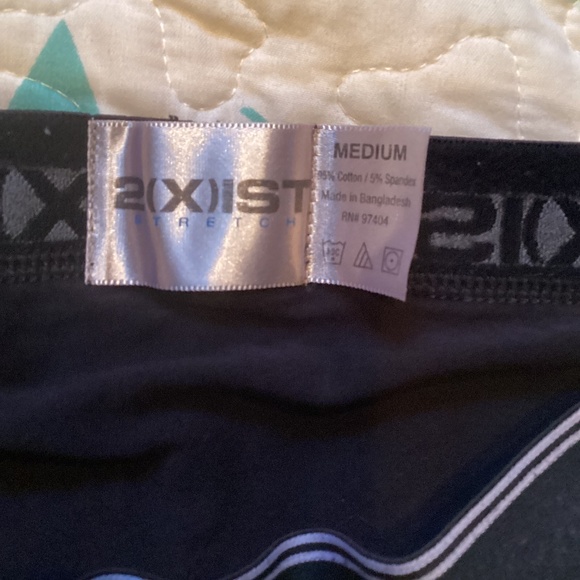 2(X)IST
STRETCH
MEDIUM
95% Cotton / 5% Spandex
Made in Bangladesh
RN# 97404